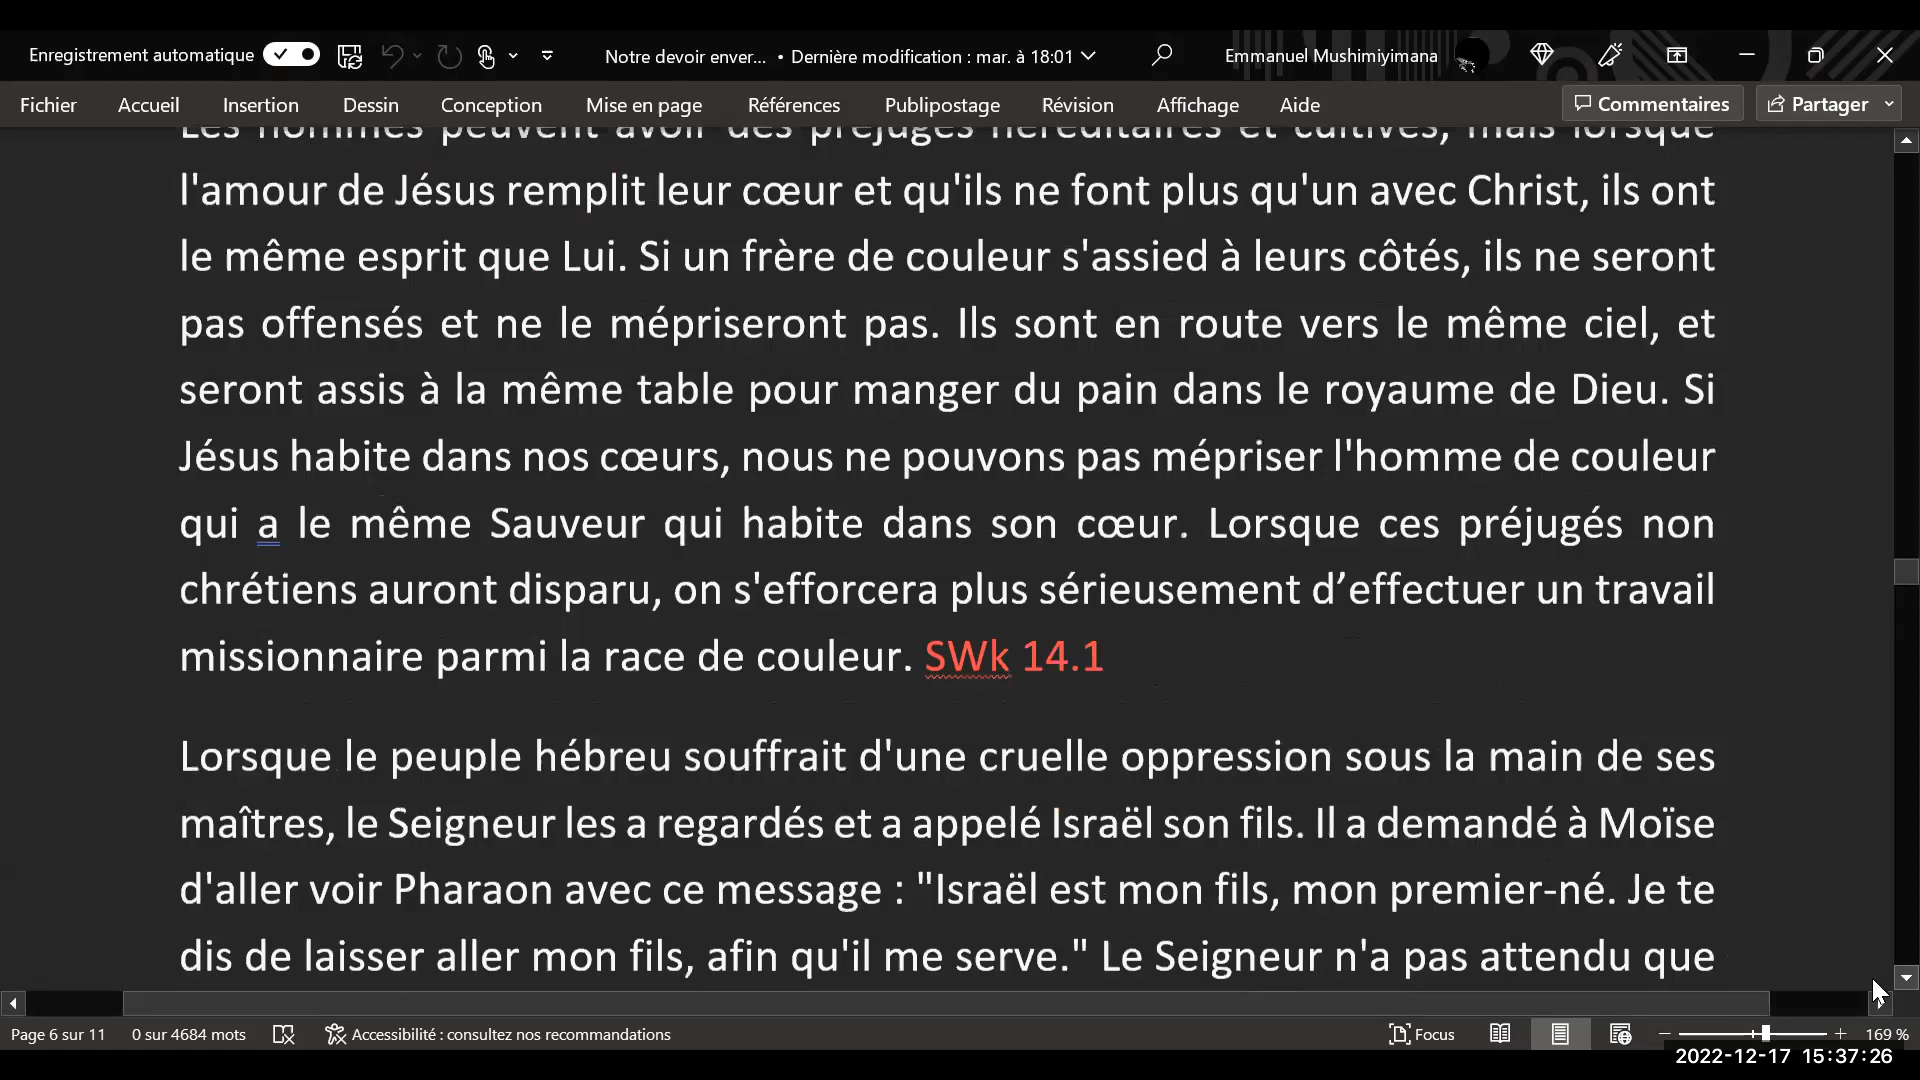 Enregistrement automatique
Notre devoir enver... • Dernière modification : mar. à 18:01
Emmanuel Mushimiyimana
Fichier Accueil Insertion Dessin Conception Mise en page Références Publipostage Révision Affichage Aide Commentaires Partager
Les hommes peuvent avoir des préjugés héréditaires et cultivés, mais lorsque
l'amour de Jésus remplit leur cœur et qu'ils ne font plus qu'un avec Christ, ils ont
le même esprit que Lui. Si un frère de couleur s'assied à leurs côtés, ils ne seront
pas offensés et ne le mépriseront pas. Ils sont en route vers le même ciel, et
seront assis à la même table pour manger du pain dans le royaume de Dieu. Si
Jésus habite dans nos cœurs, nous ne pouvons pas mépriser l'homme de couleur
qui a le même Sauveur qui habite dans son cœur. Lorsque ces préjugés non
chrétiens auront disparu, on s'efforcera plus sérieusement d’effectuer un travail
missionnaire parmi la race de couleur. SWk 14.1
Lorsque le peuple hébreu souffrait d'une cruelle oppression sous la main de ses
maîtres, le Seigneur les a regardés et a appelé Israël son fils. Il a demandé à Moïse
d'aller voir Pharaon avec ce message : "Israël est mon fils, mon premier-né. Je te
dis de laisser aller mon fils, afin qu'il me serve." Le Seigneur n'a pas attendu que
Page 6 sur 11 0 sur 4684 mots Accessibilité : consultez nos recommandations Focus 169 %
2022-12-17 15:37:26